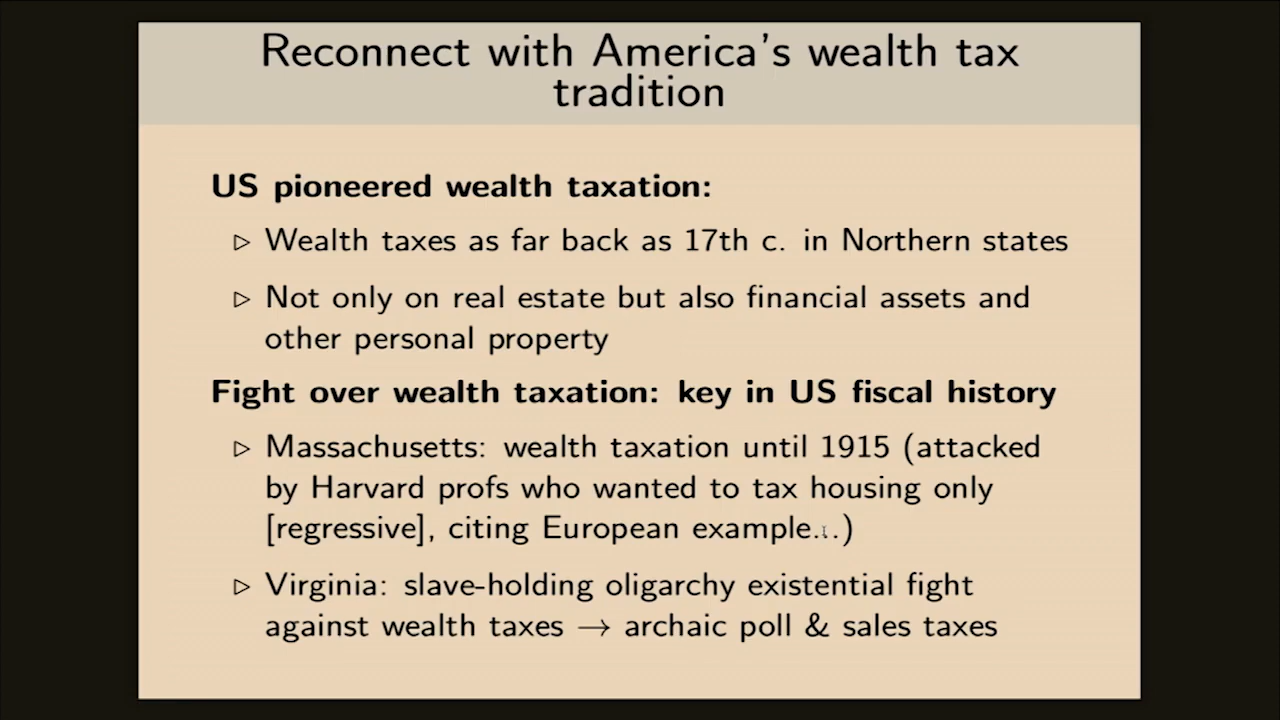 Reconnect with America's wealth tax
tradition
US pioneered wealth taxation:
▷ Wealth taxes as far back as 17th c. in Northern states
▷ Not only on real estate but also financial assets and
other personal property
Fight over wealth taxation: key in US fiscal history
▷ Massachusetts: wealth taxation until 1915 (attacked
by Harvard profs who wanted to tax housing only
[regressive], citing European example...)
▷ Virginia: slave-holding oligarchy existential fight
against wealth taxes → archaic poll & sales taxes